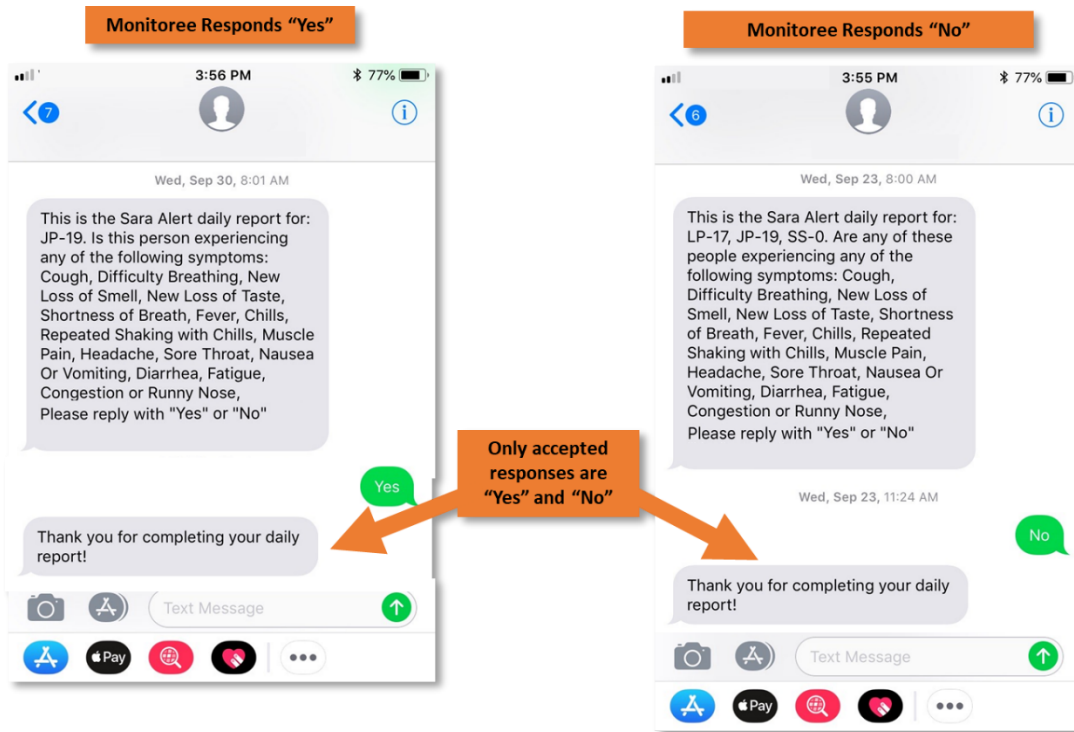 Monitoree Responds “Yes”
3:56 PM
77%
7
i
Wed, Sep 30, 8:01 AM
This is the Sara Alert daily report for:
JP-19. Is this person experiencing
any of the following symptoms:
Cough, Difficulty Breathing, New
Loss of Smell, New Loss of Taste,
Shortness of Breath, Fever, Chills,
Repeated Shaking with Chills, Muscle
Pain, Headache, Sore Throat, Nausea
Or Vomiting, Diarrhea, Fatigue,
Congestion or Runny Nose,
Please reply with "Yes" or "No"
Yes
Thank you for completing your daily
report!
Text Message
Pay
Only accepted
responses are
“Yes” and “No”
Monitoree Responds “No”
3:55 PM
77%
6
i
Wed, Sep 23, 8:00 AM
This is the Sara Alert daily report for:
LP-17, JP-19, SS-0. Are any of these
people experiencing any of the
following symptoms: Cough,
Difficulty Breathing, New Loss of
Smell, New Loss of Taste, Shortness
of Breath, Fever, Chills, Repeated
Shaking with Chills, Muscle Pain,
Headache, Sore Throat, Nausea Or
Vomiting, Diarrhea, Fatigue,
Congestion or Runny Nose,
Please reply with "Yes" or "No"
Wed, Sep 23, 11:24 AM
No
Thank you for completing your daily
report!
Text Message
Pay